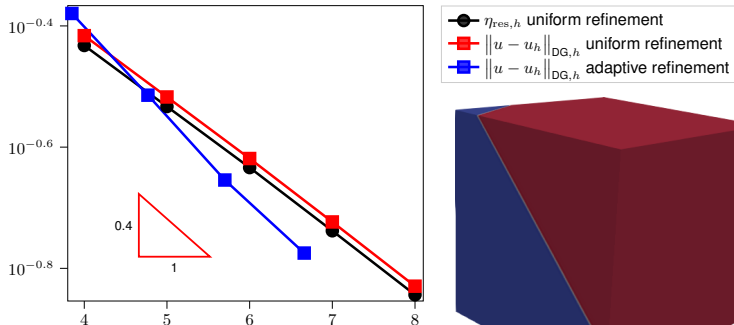 10^{-0.4}
10^{-0.6}
10^{-0.8}
0.4
1
4 5 6 7 8
η_{res,h} uniform refinement
‖u − u_h‖_{DG,h} uniform refinement
‖u − u_h‖_{DG,h} adaptive refinement